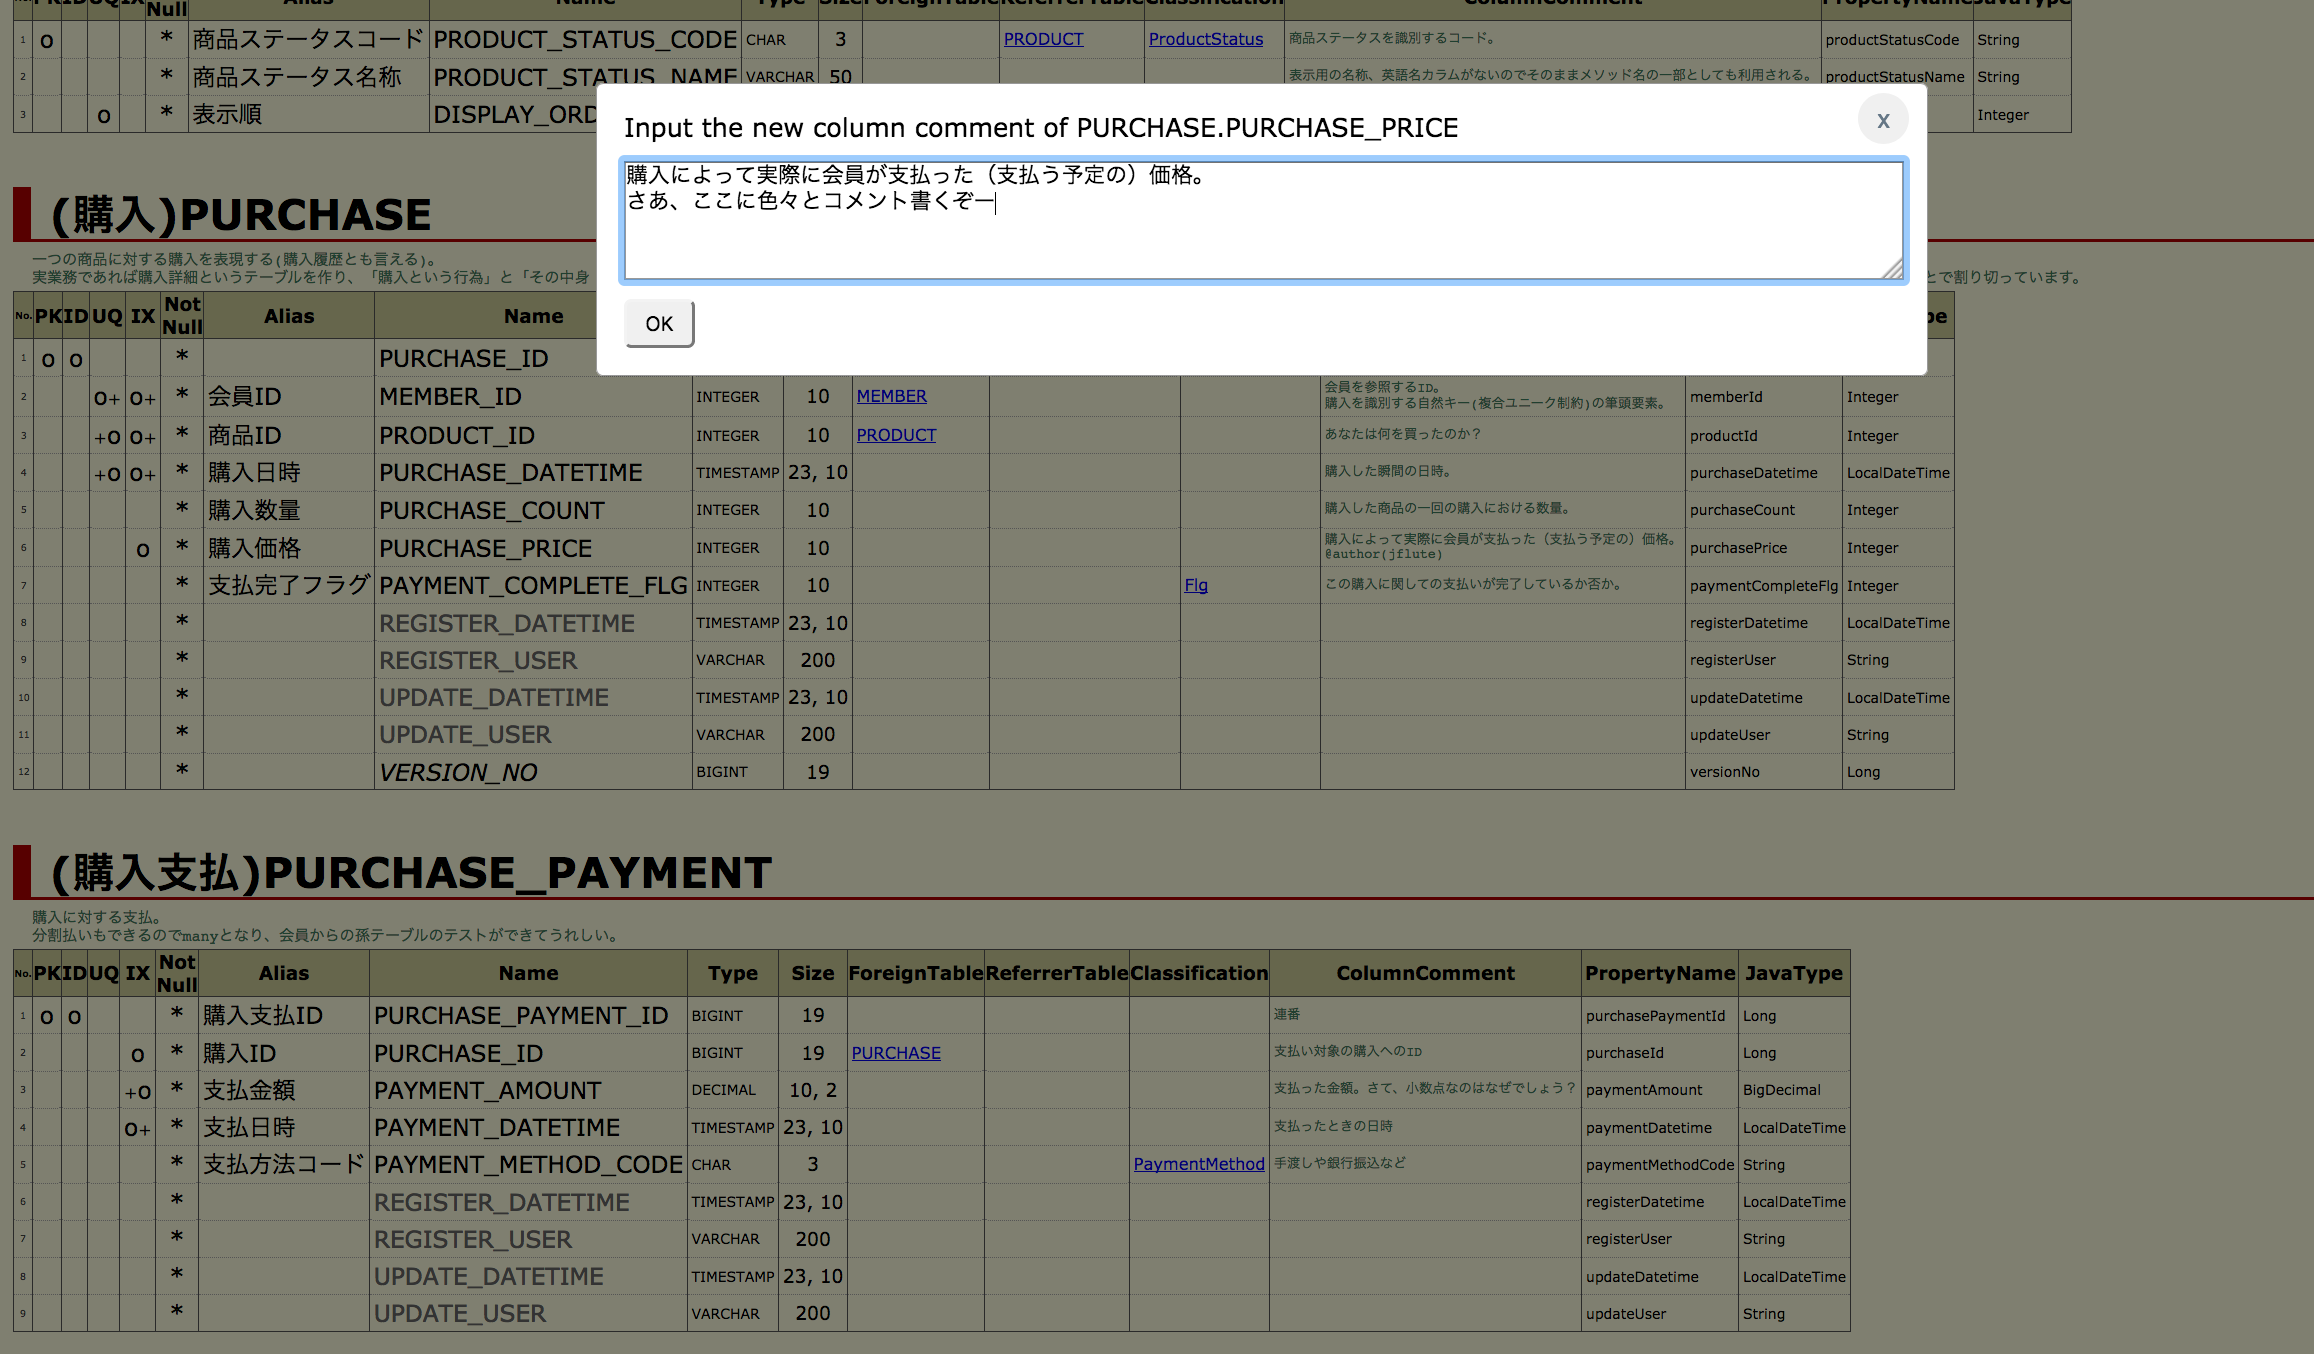 No. PK ID UQ IX Null Alias Name Type Size ForeignTable ReferrerTable Classification ColumnComment PropertyName JavaType
1 o * 商品ステータスコード PRODUCT_STATUS_CODE CHAR 3 PRODUCT ProductStatus 商品ステータスを識別するコード。 productStatusCode String
2 * 商品ステータス名称 PRODUCT_STATUS_NAME VARCHAR 50 表示用の名称、英語名カラムがないのでそのままメソッド名の一部としても利用される。 productStatusName String
3 o * 表示順 DISPLAY_ORD Integer
Input the new column comment of PURCHASE.PURCHASE_PRICE
x
購入によって実際に会員が支払った（支払う予定の）価格。
さあ、ここに色々とコメント書くぞー
OK
(購入)PURCHASE
一つの商品に対する購入を表現する(購入履歴とも言える)。
実業務であれば購入詳細というテーブルを作り、「購入という行為」と「その中身 とで割り切っています。
No. PK ID UQ IX Not Null Alias Name pe
1 o o * PURCHASE_ID
2 o+ o+ * 会員ID MEMBER_ID INTEGER 10 MEMBER 会員を参照するID。
購入を識別する自然キー(複合ユニーク制約)の筆頭要素。 memberId Integer
3 +o o+ * 商品ID PRODUCT_ID INTEGER 10 PRODUCT あなたは何を買ったのか？ productId Integer
4 +o o+ * 購入日時 PURCHASE_DATETIME TIMESTAMP 23, 10 購入した瞬間の日時。 purchaseDatetime LocalDateTime
5 * 購入数量 PURCHASE_COUNT INTEGER 10 購入した商品の一回の購入における数量。 purchaseCount Integer
6 o * 購入価格 PURCHASE_PRICE INTEGER 10 購入によって実際に会員が支払った（支払う予定の）価格。
@author(jflute) purchasePrice Integer
7 * 支払完了フラグ PAYMENT_COMPLETE_FLG INTEGER 10 Flg この購入に関しての支払いが完了しているか否か。 paymentCompleteFlg Integer
8 * REGISTER_DATETIME TIMESTAMP 23, 10 registerDatetime LocalDateTime
9 * REGISTER_USER VARCHAR 200 registerUser String
10 * UPDATE_DATETIME TIMESTAMP 23, 10 updateDatetime LocalDateTime
11 * UPDATE_USER VARCHAR 200 updateUser String
12 * VERSION_NO BIGINT 19 versionNo Long
(購入支払)PURCHASE_PAYMENT
購入に対する支払。
分割払いもできるのでmanyとなり、会員からの孫テーブルのテストができてうれしい。
No. PK ID UQ IX Not Null Alias Name Type Size ForeignTable ReferrerTable Classification ColumnComment PropertyName JavaType
1 o o * 購入支払ID PURCHASE_PAYMENT_ID BIGINT 19 連番 purchasePaymentId Long
2 o * 購入ID PURCHASE_ID BIGINT 19 PURCHASE 支払い対象の購入へのID purchaseId Long
3 +o * 支払金額 PAYMENT_AMOUNT DECIMAL 10, 2 支払った金額。さて、小数点なのはなぜでしょう？ paymentAmount BigDecimal
4 o+ * 支払日時 PAYMENT_DATETIME TIMESTAMP 23, 10 支払ったときの日時 paymentDatetime LocalDateTime
5 * 支払方法コード PAYMENT_METHOD_CODE CHAR 3 PaymentMethod 手渡しや銀行振込など paymentMethodCode String
6 * REGISTER_DATETIME TIMESTAMP 23, 10 registerDatetime LocalDateTime
7 * REGISTER_USER VARCHAR 200 registerUser String
8 * UPDATE_DATETIME TIMESTAMP 23, 10 updateDatetime LocalDateTime
9 * UPDATE_USER VARCHAR 200 updateUser String